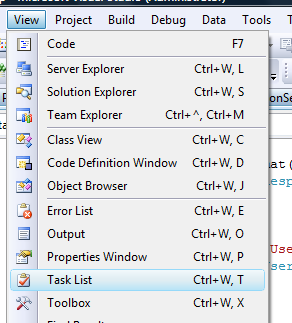 View Project Build Debug Data Tools
Code F7
Server Explorer Ctrl+W, L
Solution Explorer Ctrl+W, S
Team Explorer Ctrl+^, Ctrl+M
Class View Ctrl+W, C
Code Definition Window Ctrl+W, D
Object Browser Ctrl+W, J
Error List Ctrl+W, E
Output Ctrl+W, O
Properties Window Ctrl+W, P
Task List Ctrl+W, T
Toolbox Ctrl+W, X